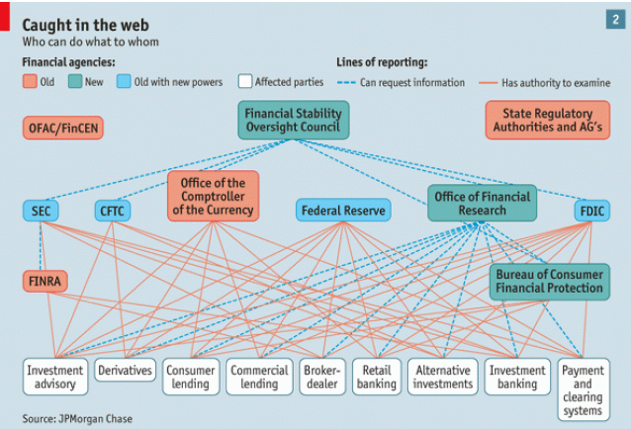 2
Caught in the web
Who can do what to whom
Financial agencies:
Lines of reporting:
Old
New
Old with new powers
Affected parties
Can request information
Has authority to examine
OFAC/FinCEN
Financial Stability
Oversight Council
State Regulatory
Authorities and AG's
SEC
CFTC
Office of the
Comptroller
of the Currency
Federal Reserve
Office of Financial
Research
FDIC
FINRA
Bureau of Consumer
Financial Protection
Investment
advisory
Derivatives
Consumer
lending
Commercial
lending
Broker-
dealer
Retail
banking
Alternative
investments
Investment
banking
Payment
and
clearing
systems
Source: JPMorgan Chase